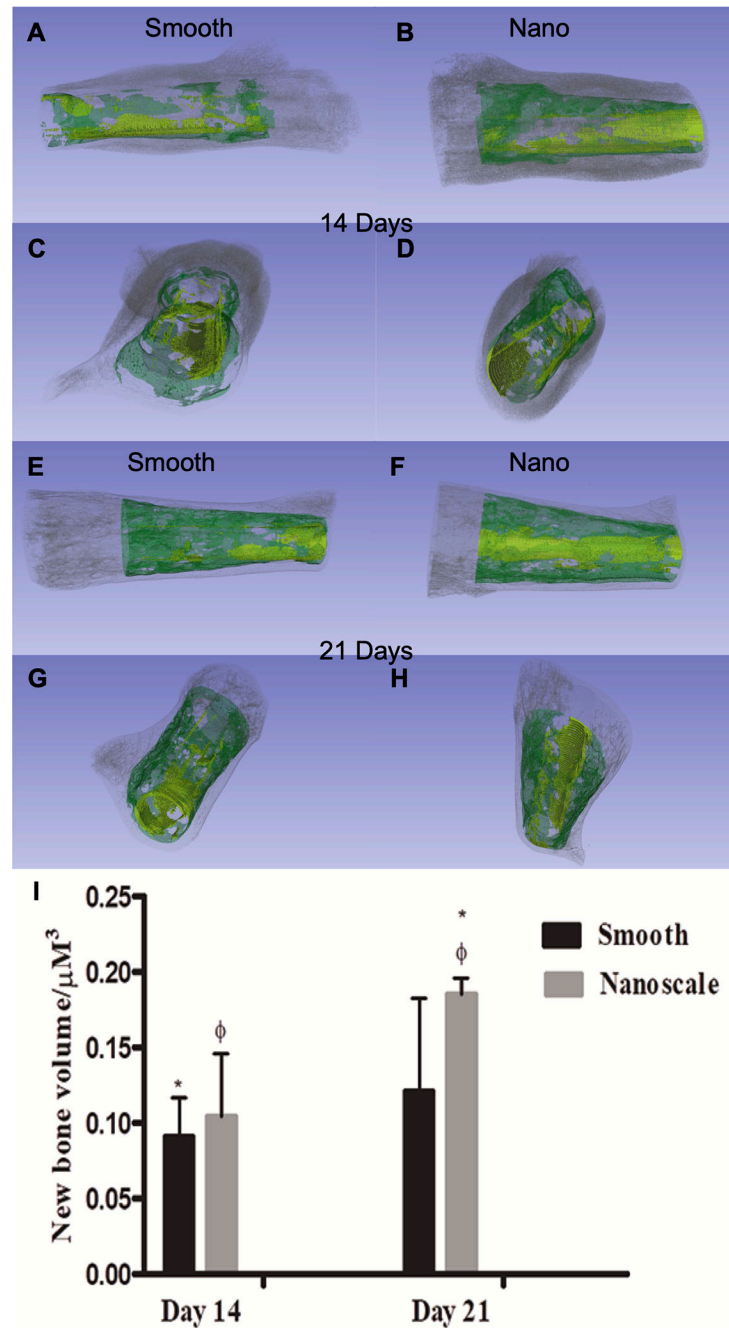 A Smooth
B Nano
14 Days
C
D
E Smooth
F Nano
21 Days
G
H
I
New bone volume/μM³
0.25
0.20
0.15
0.10
0.05
0.00
*
ϕ
*
ϕ
Smooth
Nanoscale
Day 14
Day 21